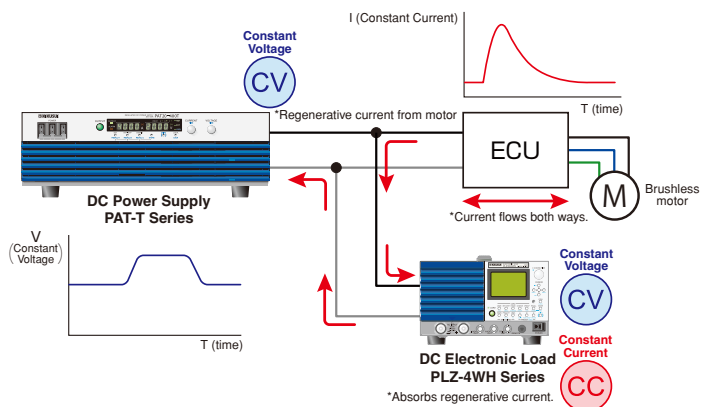 Constant
Voltage
CV
I (Constant Current)
T (time)
*Regenerative current from motor
ECU
M
Brushless
motor
*Current flows both ways.
DC Power Supply
PAT-T Series
V
(Constant
Voltage)
T (time)
Constant
Voltage
CV
Constant
Current
CC
DC Electronic Load
PLZ-4WH Series
*Absorbs regenerative current.